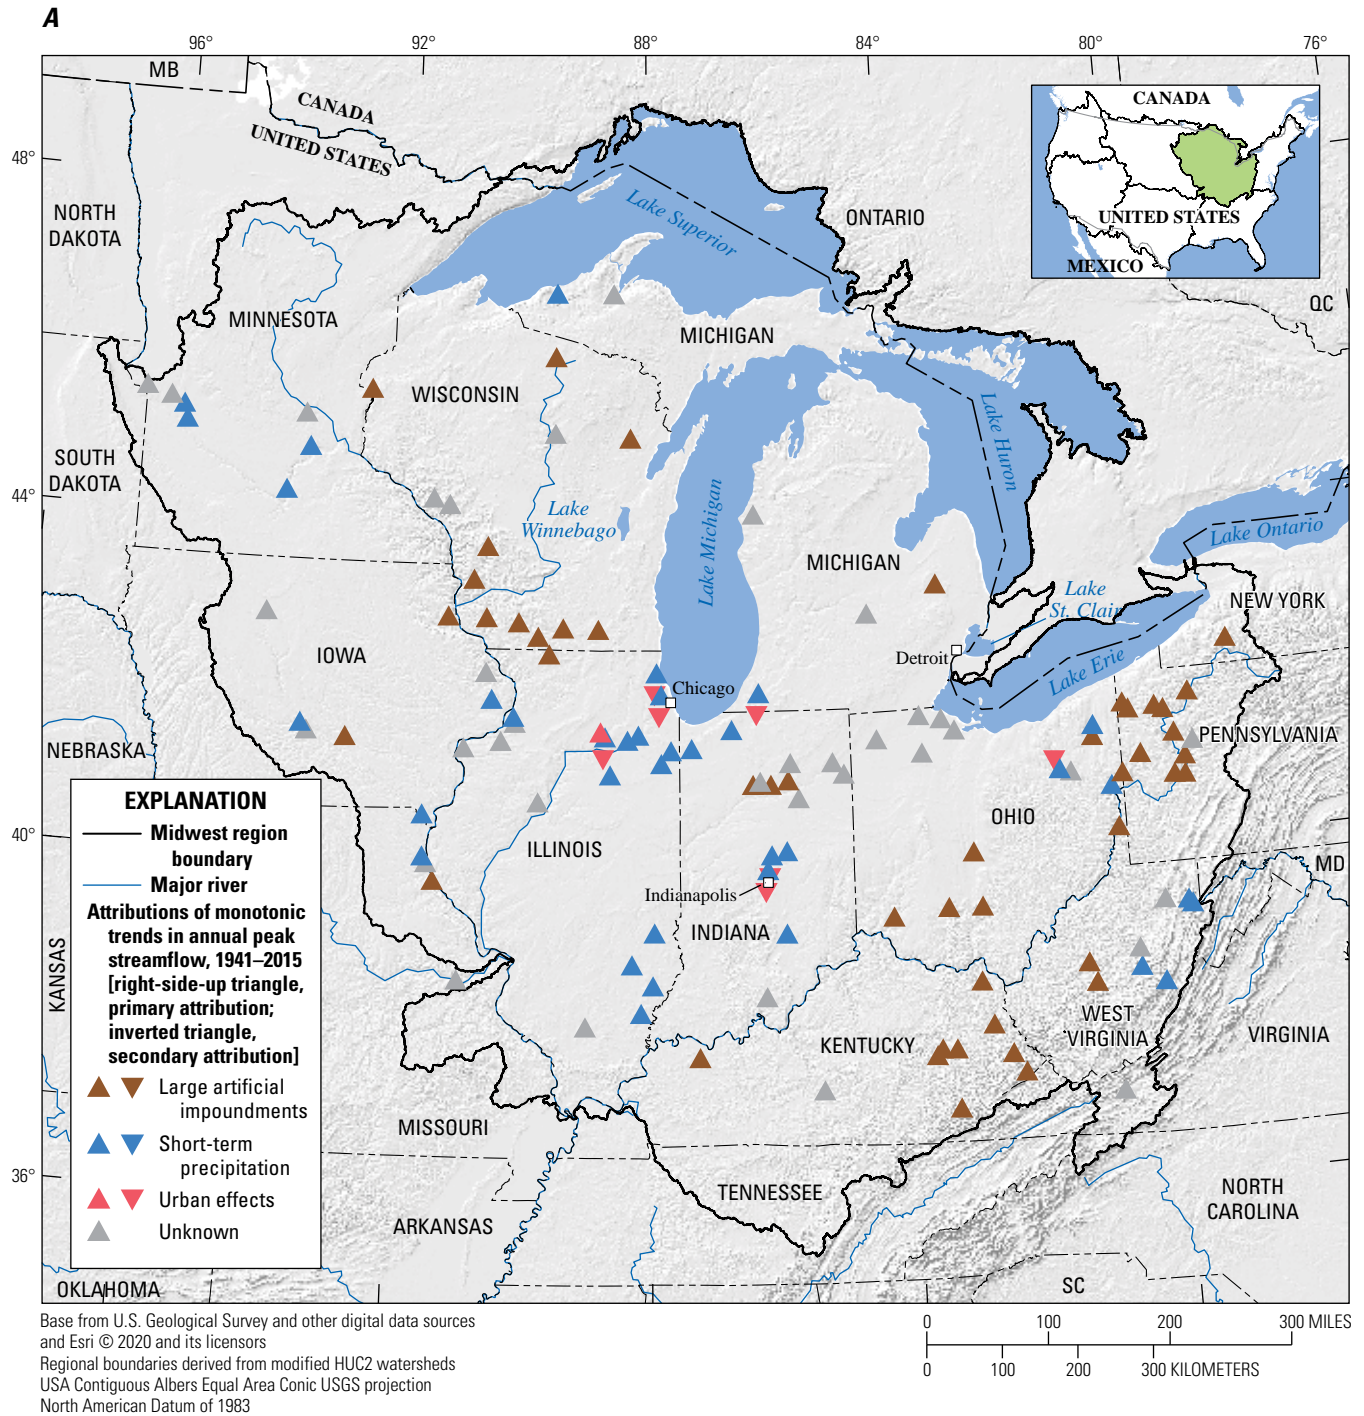 A
96°
92°
88°
84°
80°
76°
MB
CANADA
UNITED STATES
48°
44°
40°
36°
NORTH
DAKOTA
MINNESOTA
Lake Superior
ONTARIO
CANADA
UNITED STATES
MEXICO
QC
MICHIGAN
WISCONSIN
SOUTH
DAKOTA
Lake Huron
Lake
Winnebago
Lake Michigan
MICHIGAN
Lake Ontario
Lake
St. Clair
NEW YORK
Detroit
Lake Erie
IOWA
Chicago
NEBRASKA
PENNSYLVANIA
OHIO
ILLINOIS
MD
Indianapolis
INDIANA
KANSAS
WEST
VIRGINIA
VIRGINIA
KENTUCKY
MISSOURI
TENNESSEE
NORTH
CAROLINA
ARKANSAS
OKLAHOMA
SC
EXPLANATION
Midwest region
boundary
Major river
Attributions of monotonic
trends in annual peak
streamflow, 1941–2015
[right-side-up triangle,
primary attribution;
inverted triangle,
secondary attribution]
Large artificial
impoundments
Short-term
precipitation
Urban effects
Unknown
Base from U.S. Geological Survey and other digital data sources
and Esri © 2020 and its licensors
Regional boundaries derived from modified HUC2 watersheds
USA Contiguous Albers Equal Area Conic USGS projection
North American Datum of 1983
0 100 200 300 MILES
0 100 200 300 KILOMETERS